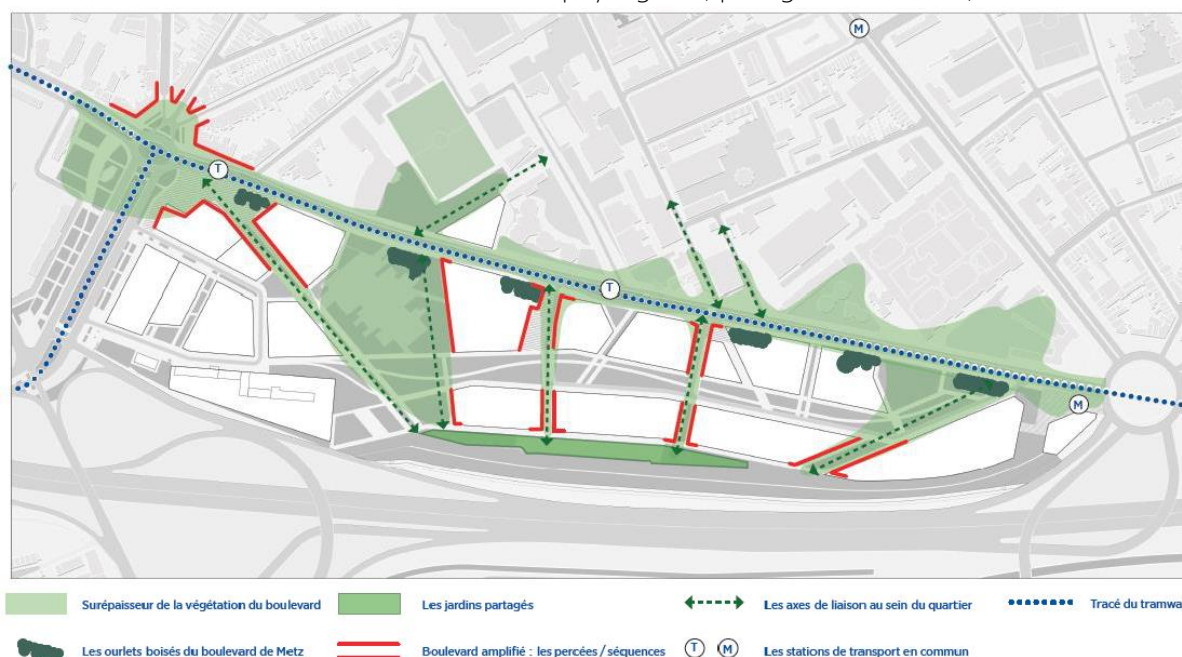 M
T
T
M
Surépaisseur de la végétation du boulevard
Les jardins partagés
Les axes de liaison au sein du quartier
Tracé du tramwa
Les ourlets boisés du boulevard de Metz
Boulevard amplifié : les percées / séquences
T M
Les stations de transport en commun